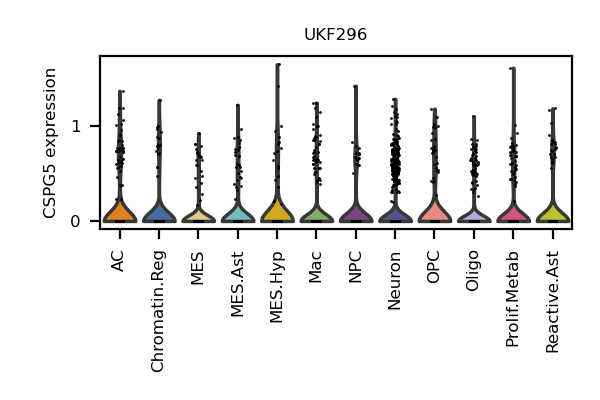 UKF296
CSPG5 expression
1
0
AC
Chromatin.Reg
MES
MES.Ast
MES.Hyp
Mac
NPC
Neuron
OPC
Oligo
Prolif.Metab
Reactive.Ast